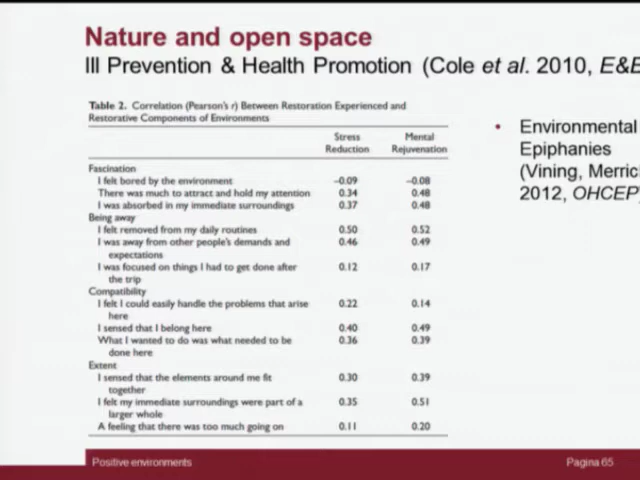 Nature and open space
III Prevention & Health Promotion (Cole et al. 2010, E&B
Table 2. Correlation (Pearson's r) Between Restoration Experienced and
Restorative Components of Environments
Stress Mental
Reduction Rejuvenation
Fascination
I felt bored by the environment −0.09 −0.08
There was much to attract and hold my attention 0.34 0.48
I was absorbed in my immediate surroundings 0.37 0.48
Being away
I felt removed from my daily routines 0.50 0.52
I was away from other people's demands and 0.46 0.49
expectations
I was focused on things I had to get done after 0.12 0.17
the trip
Compatibility
I felt I could easily handle the problems that arise 0.22 0.14
here
I sensed that I belong here 0.40 0.49
What I wanted to do was what needed to be 0.36 0.39
done here
Extent
I sensed that the elements around me fit 0.30 0.39
together
I felt my immediate surroundings were part of a 0.35 0.51
larger whole
A feeling that there was too much going on 0.11 0.20
• Environmental
Epiphanies
(Vining, Merrick
2012, OHCEP)
Positive environments Pagina 65